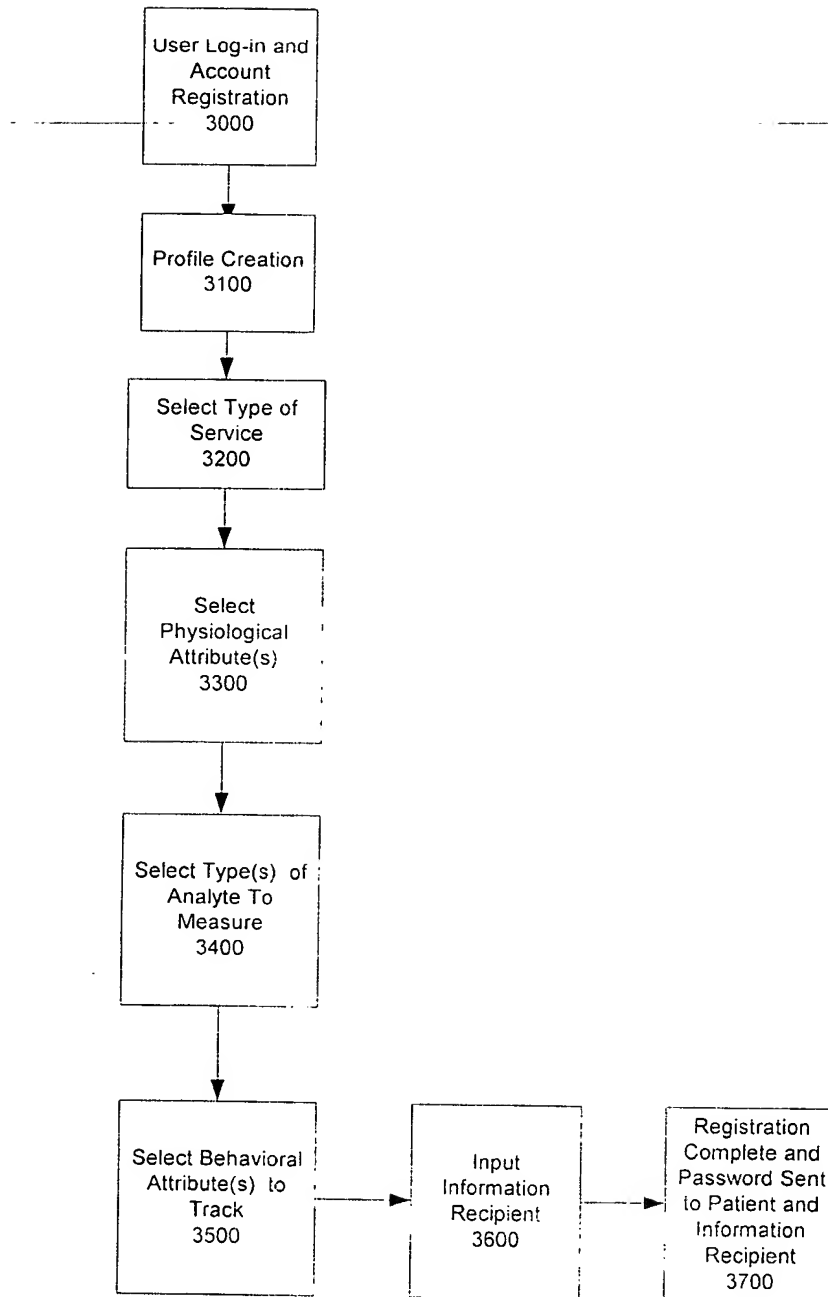 User Log-in and
Account
Registration
3000
Profile Creation
3100
Select Type of
Service
3200
Select
Physiological
Attribute(s)
3300
Select Type(s) of
Analyte To
Measure
3400
Select Behavioral
Attribute(s) to
Track
3500
Input
Information
Recipient
3600
Registration
Complete and
Password Sent
to Patient and
Information
Recipient
3700